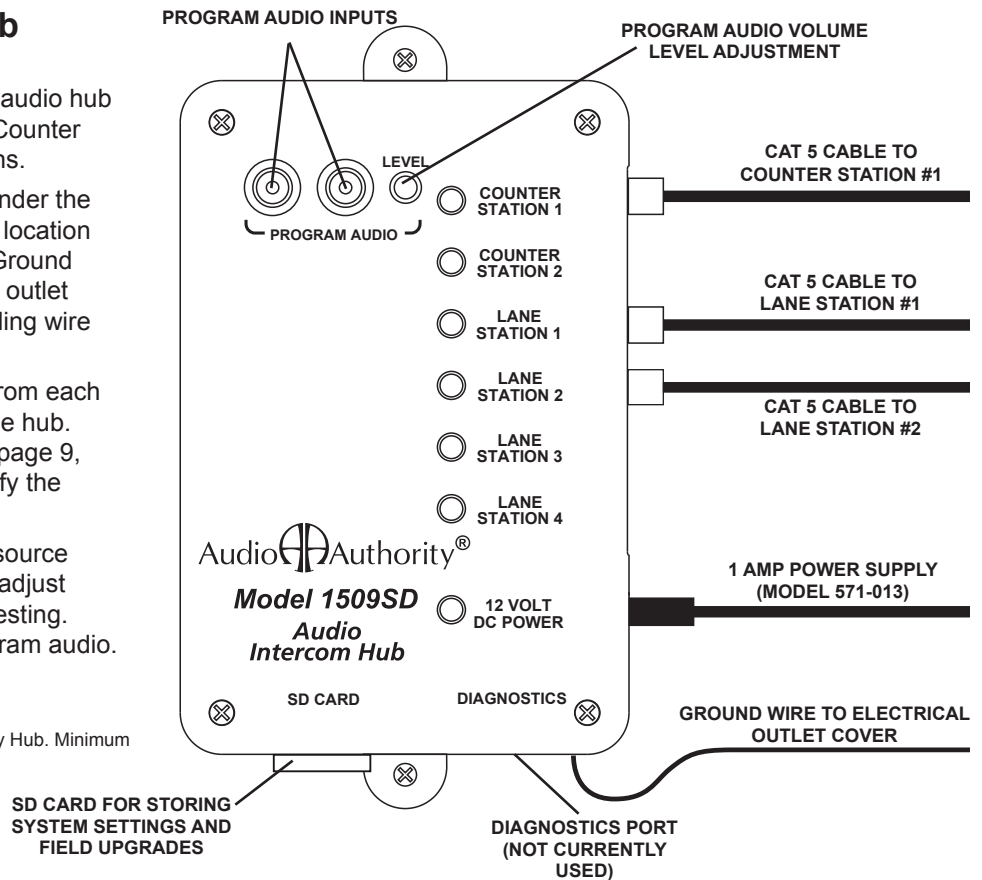 b
audio hub
Counter
ns.
nder the
location
Ground
outlet
ling wire
rom each
e hub.
page 9,
fy the
source
adjust
esting.
ram audio.
y Hub. Minimum
PROGRAM AUDIO INPUTS
PROGRAM AUDIO VOLUME
LEVEL ADJUSTMENT
LEVEL
PROGRAM AUDIO
COUNTER
STATION 1
COUNTER
STATION 2
LANE
STATION 1
LANE
STATION 2
LANE
STATION 3
LANE
STATION 4
Audio Authority®
Model 1509SD
Audio
Intercom Hub
12 VOLT
DC POWER
SD CARD
DIAGNOSTICS
CAT 5 CABLE TO
COUNTER STATION #1
CAT 5 CABLE TO
LANE STATION #1
CAT 5 CABLE TO
LANE STATION #2
1 AMP POWER SUPPLY
(MODEL 571-013)
GROUND WIRE TO ELECTRICAL
OUTLET COVER
SD CARD FOR STORING
SYSTEM SETTINGS AND
FIELD UPGRADES
DIAGNOSTICS PORT
(NOT CURRENTLY
USED)